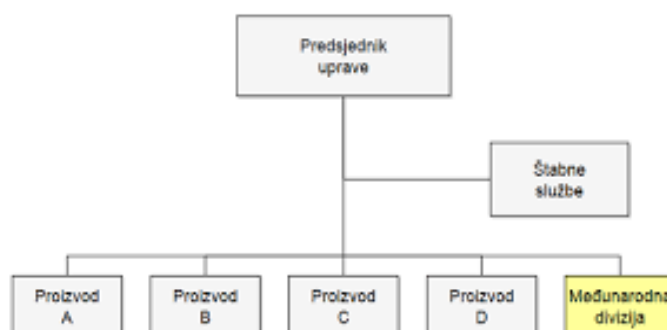 Predsjednik
uprave
Štabne
službe
Proizvod
A
Proizvod
B
Proizvod
C
Proizvod
D
Međunarodna
divizija